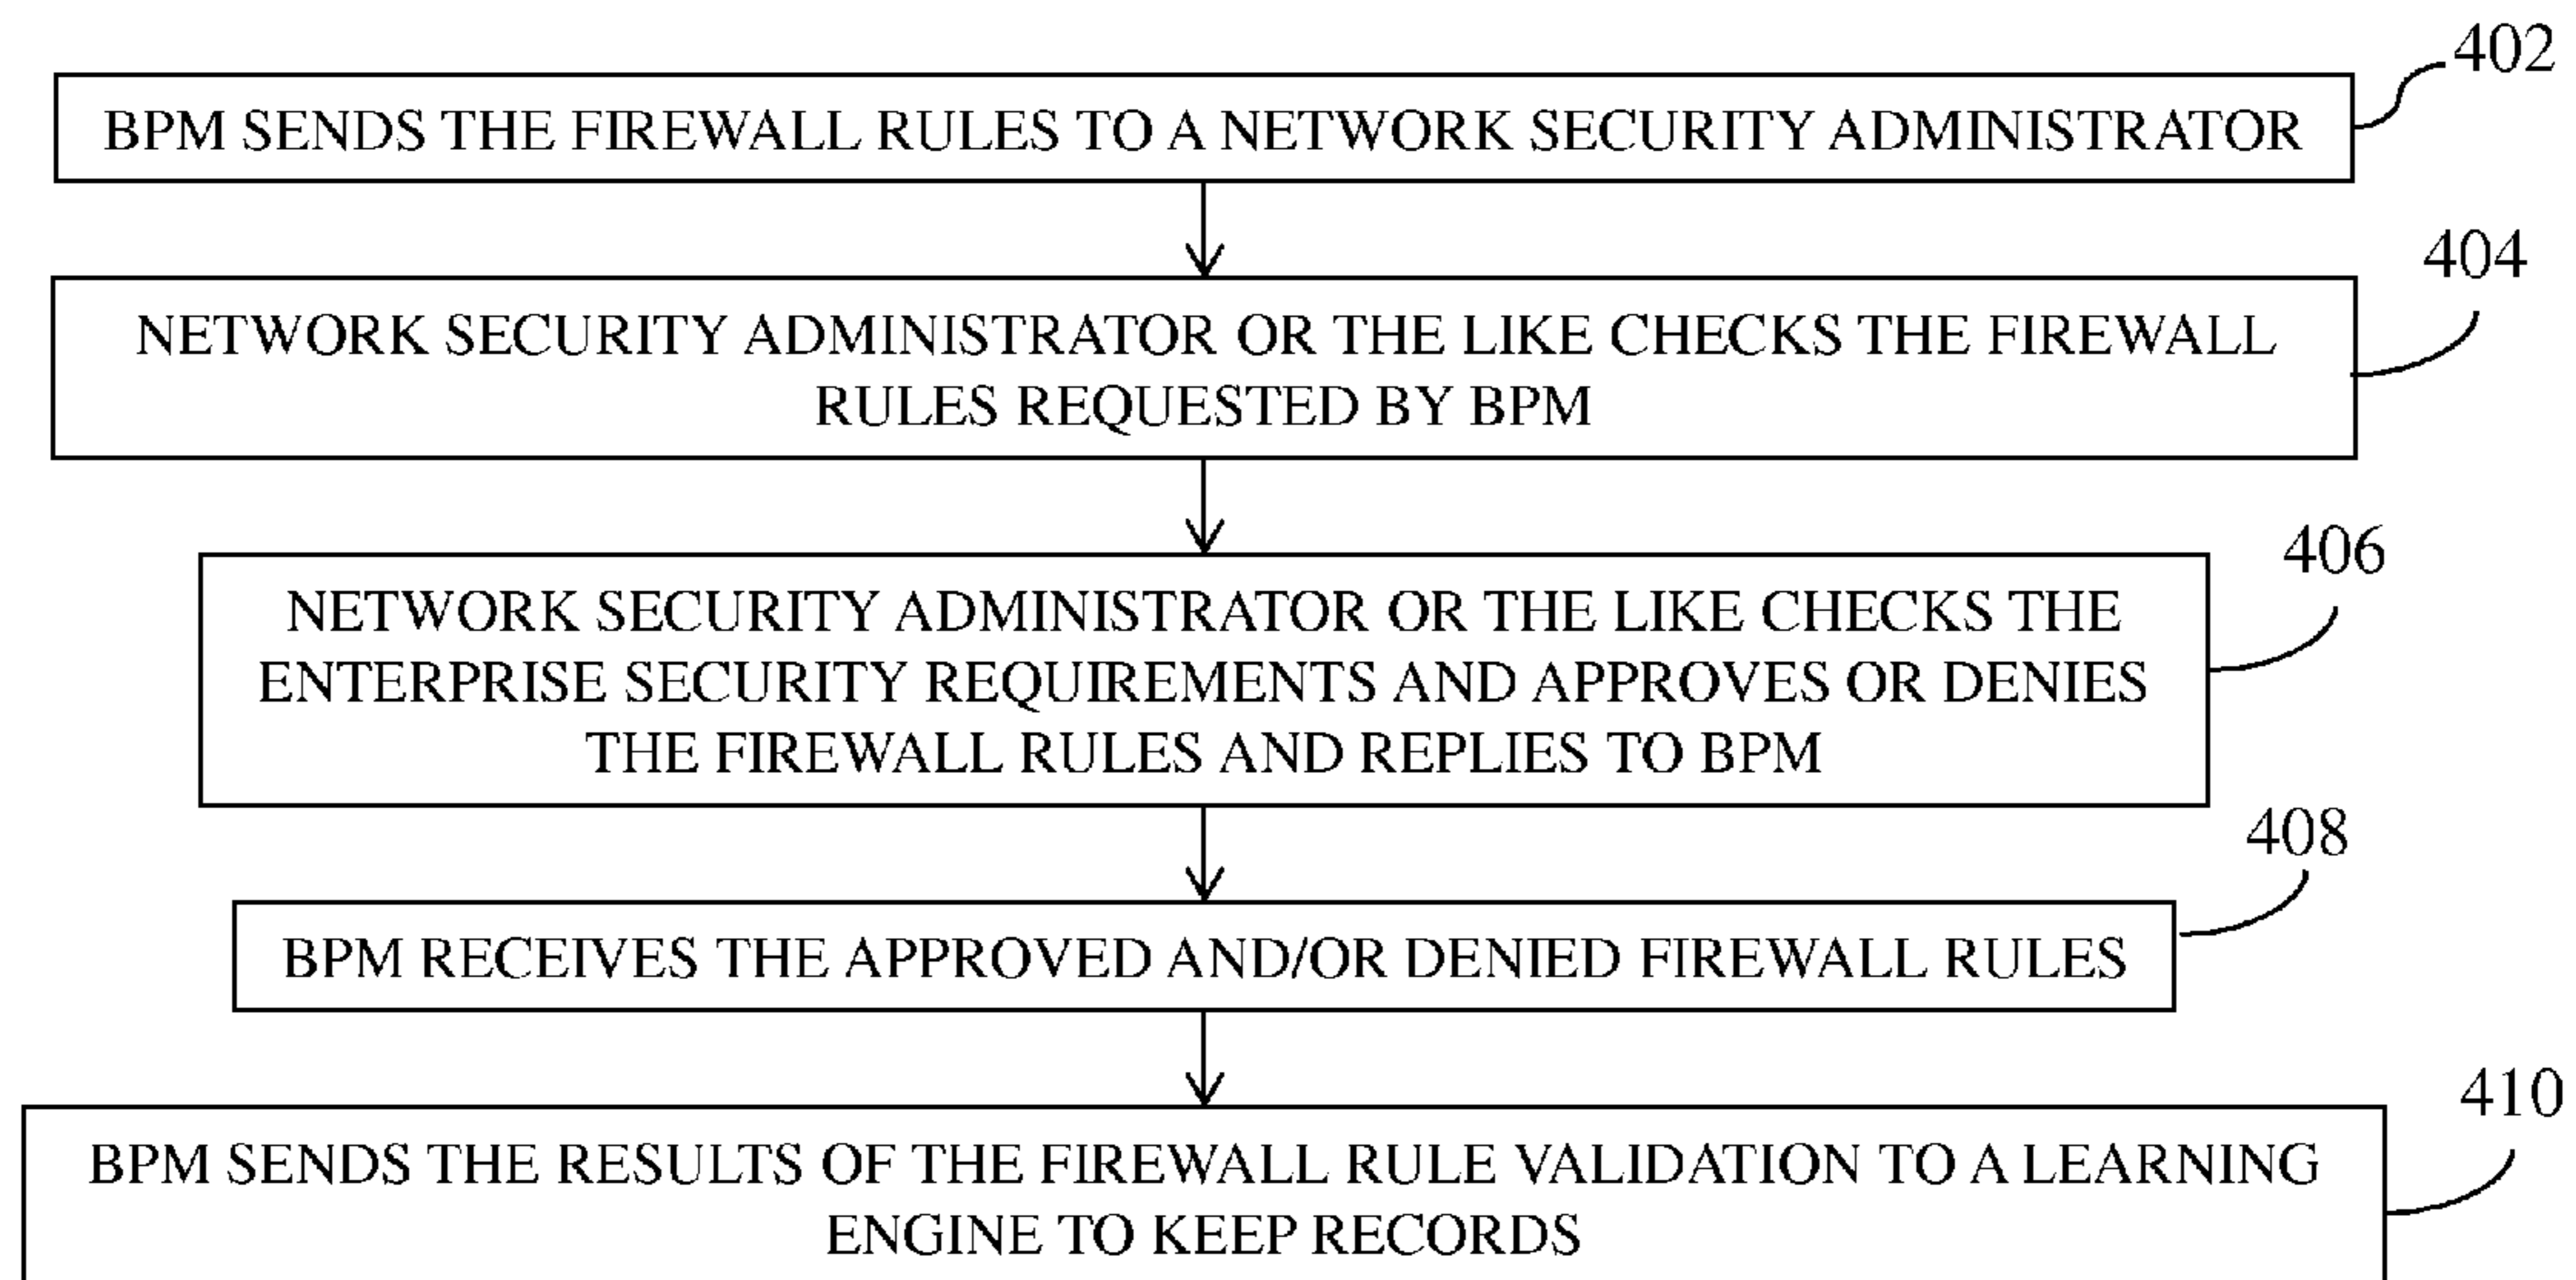 402
BPM SENDS THE FIREWALL RULES TO A NETWORK SECURITY ADMINISTRATOR
404
NETWORK SECURITY ADMINISTRATOR OR THE LIKE CHECKS THE FIREWALL
RULES REQUESTED BY BPM
406
NETWORK SECURITY ADMINISTRATOR OR THE LIKE CHECKS THE
ENTERPRISE SECURITY REQUIREMENTS AND APPROVES OR DENIES
THE FIREWALL RULES AND REPLIES TO BPM
408
BPM RECEIVES THE APPROVED AND/OR DENIED FIREWALL RULES
410
BPM SENDS THE RESULTS OF THE FIREWALL RULE VALIDATION TO A LEARNING
ENGINE TO KEEP RECORDS